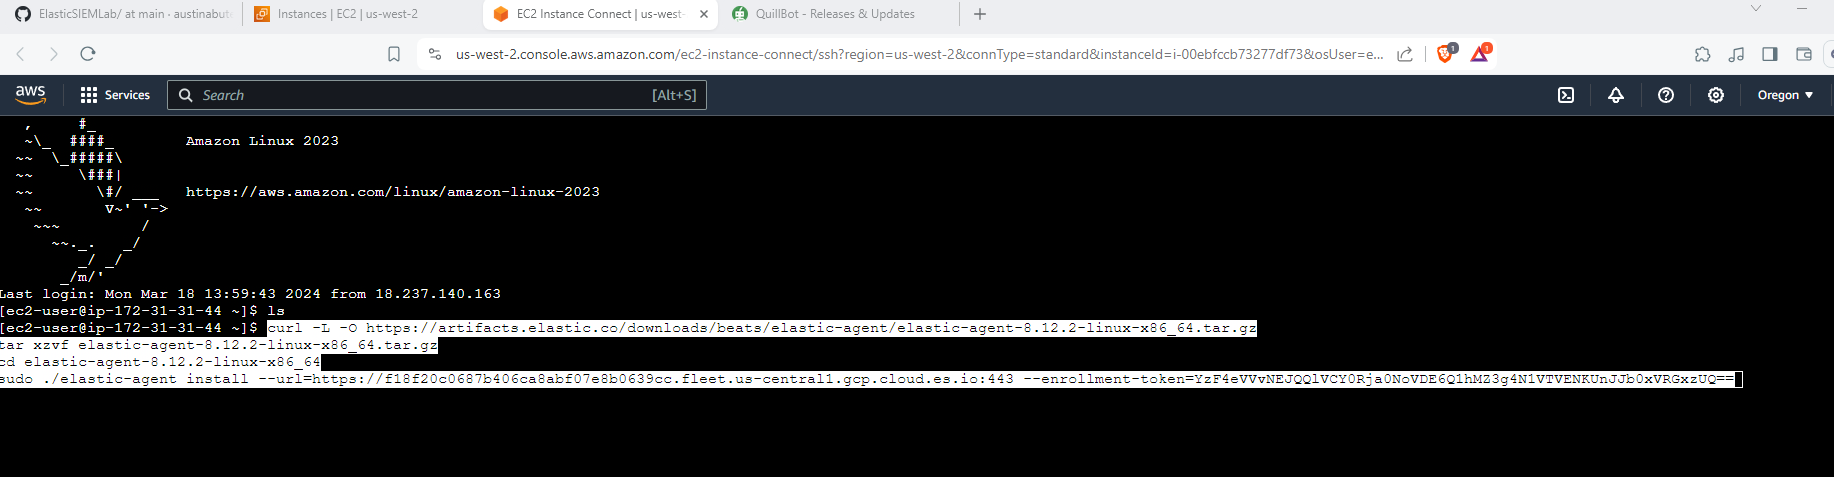 ElasticSIEMLab/ at main · austinabut
Instances | EC2 | us-west-2
EC2 Instance Connect | us-west-
QuillBot - Releases & Updates
us-west-2.console.aws.amazon.com/ec2-instance-connect/ssh?region=us-west-2&connType=standard&instanceId=i-00ebfccb73277df73&osUser=e...
1
1
aws
Services
Search
[Alt+S]
Oregon
   ,     #_
   ~\_  ####_        Amazon Linux 2023
  ~~  \_#####\
  ~~     \###|
  ~~       \#/ ___   https://aws.amazon.com/linux/amazon-linux-2023
   ~~       V~' '->
    ~~~         /
      ~~._.   _/
         _/ _/
       _/m/'
Last login: Mon Mar 18 13:59:43 2024 from 18.237.140.163
[ec2-user@ip-172-31-31-44 ~]$ ls
[ec2-user@ip-172-31-31-44 ~]$ curl -L -O https://artifacts.elastic.co/downloads/beats/elastic-agent/elastic-agent-8.12.2-linux-x86_64.tar.gz
tar xzvf elastic-agent-8.12.2-linux-x86_64.tar.gz
cd elastic-agent-8.12.2-linux-x86_64
sudo ./elastic-agent install --url=https://f18f20c0687b406ca8abf07e8b0639cc.fleet.us-central1.gcp.cloud.es.io:443 --enrollment-token=YzF4eVVvNEJQQlVCY0Rja0NoVDE6Q1hMZ3g4N1VTVENKUnJJb0xVRGxzUQ==